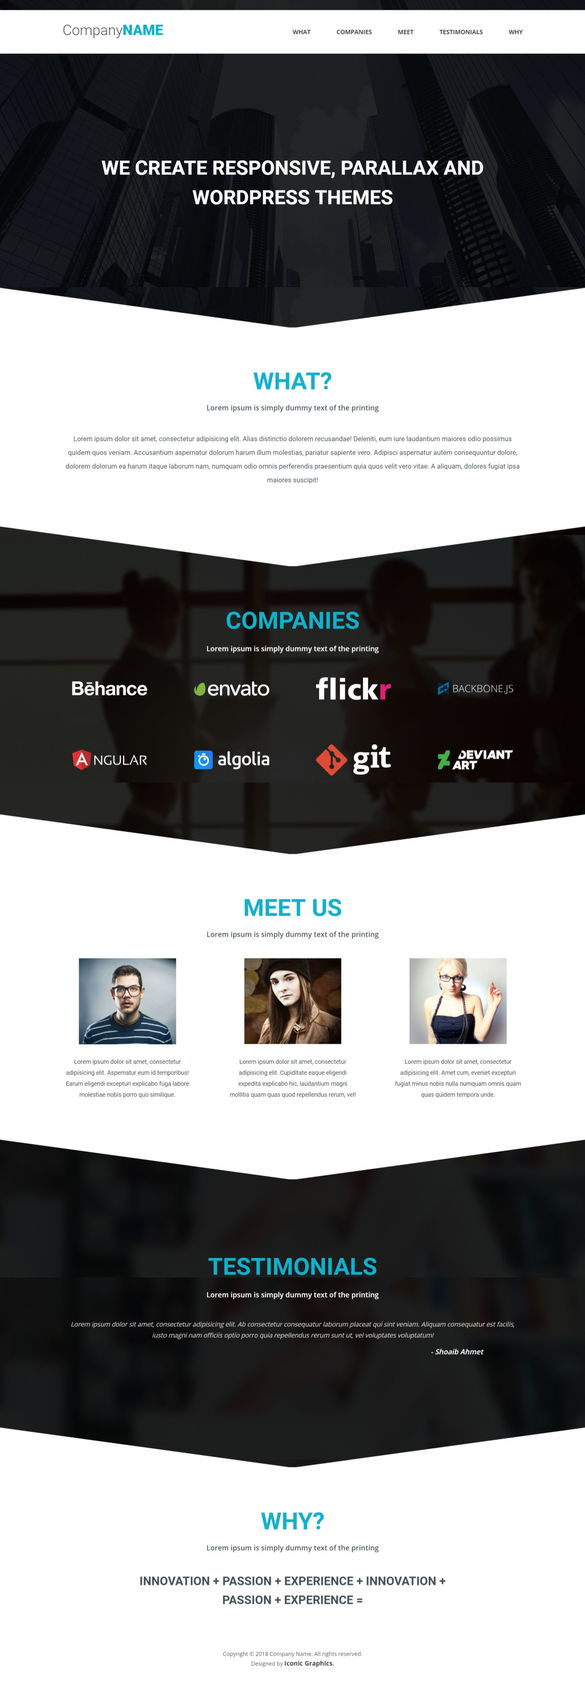 CompanyNAME
WHAT COMPANIES MEET TESTIMONIALS WHY
WE CREATE RESPONSIVE, PARALLAX AND
WORDPRESS THEMES
WHAT?
Lorem ipsum is simply dummy text of the printing
Lorem ipsum dolor sit amet, consectetur adipisicing elit. Alias distinctio dolorem recusandae! Deleniti, eum iure laudantium maiores odio possimus
quidem quos veniam. Accusantium aspernatur dolorum harum illum molestias, pariatur sapiente vero. Adipisci aspernatur autem consequuntur dolore,
dolorem dolorum ea harum itaque laborum nam, numquam odio omnis perferendis praesentium quia quos velit vero vitae. A aliquam, dolores fugiat ipsa
maiores suscipit!
COMPANIES
Lorem ipsum is simply dummy text of the printing
Bēhance envato flickr BACKBONE.JS
ANGULAR algolia git DEVIANT
ART
MEET US
Lorem ipsum is simply dummy text of the printing
Lorem ipsum dolor sit amet, consectetur
adipisicing elit. Aspernatur eum id temporibus!
Earum eligendi excepturi explicabo fuga labore
molestiae nobis porro quo similique.
Lorem ipsum dolor sit amet, consectetur
adipisicing elit. Cupiditate eaque eligendi
expedita explicabo hic, laudantium magni
mollitia quam quas quod repellendus rerum, vel!
Lorem ipsum dolor sit amet, consectetur
adipisicing elit. Amet cum, eveniet excepturi
fugiat minus nobis nulla numquam omnis quam
quas quidem tempora unde.
TESTIMONIALS
Lorem ipsum is simply dummy text of the printing
Lorem ipsum dolor sit amet, consectetur adipisicing elit. Ab consectetur consequatur laborum placeat qui sint veniam. Aliquam consequatur est facilis,
iusto magni nam officiis optio porro quia repellendus rerum sunt ut, vel voluptates voluptatum!
- Shoaib Ahmet
WHY?
Lorem ipsum is simply dummy text of the printing
INNOVATION + PASSION + EXPERIENCE + INNOVATION +
PASSION + EXPERIENCE =
Copyright © 2018 Company Name. All rights reserved.
Designed by Iconic Graphics.